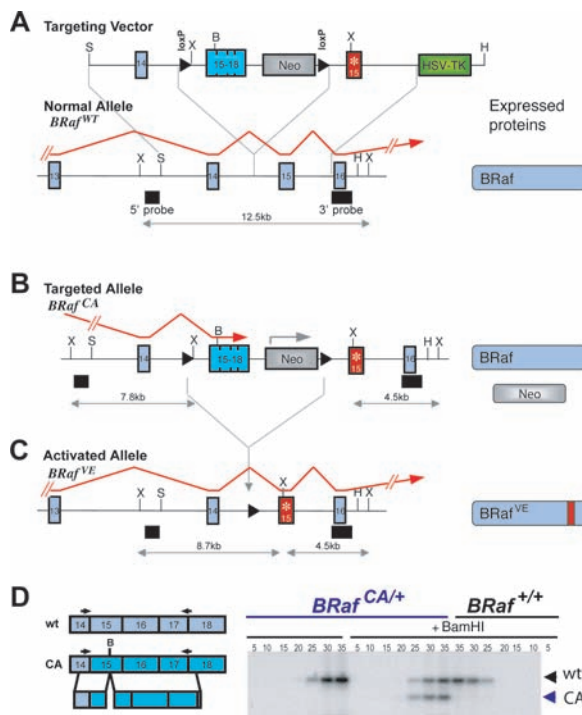 A
Targeting Vector
loxP loxP
S X B X H
14 15-18 Neo * 15 HSV-TK
Normal Allele
BRaf WT
Expressed proteins
X S H X
13 14 15 16
BRaf
5' probe 3' probe
12.5kb
B
Targeted Allele
BRaf CA
X S X B X H X
14 15-18 Neo * 15 16
BRaf
7.8kb 4.5kb
Neo
C
Activated Allele
BRaf VE
X S X H X
13 14 * 15 16
BRaf VE
8.7kb 4.5kb
D
BRaf CA/+ BRaf +/+
+ BamHI
wt 14 15 16 17 18
5 10 15 20 25 30 35 5 10 15 20 25 30 35 35 30 25 20 15 10 5
B
CA 14 15 16 17 18
wt
CA